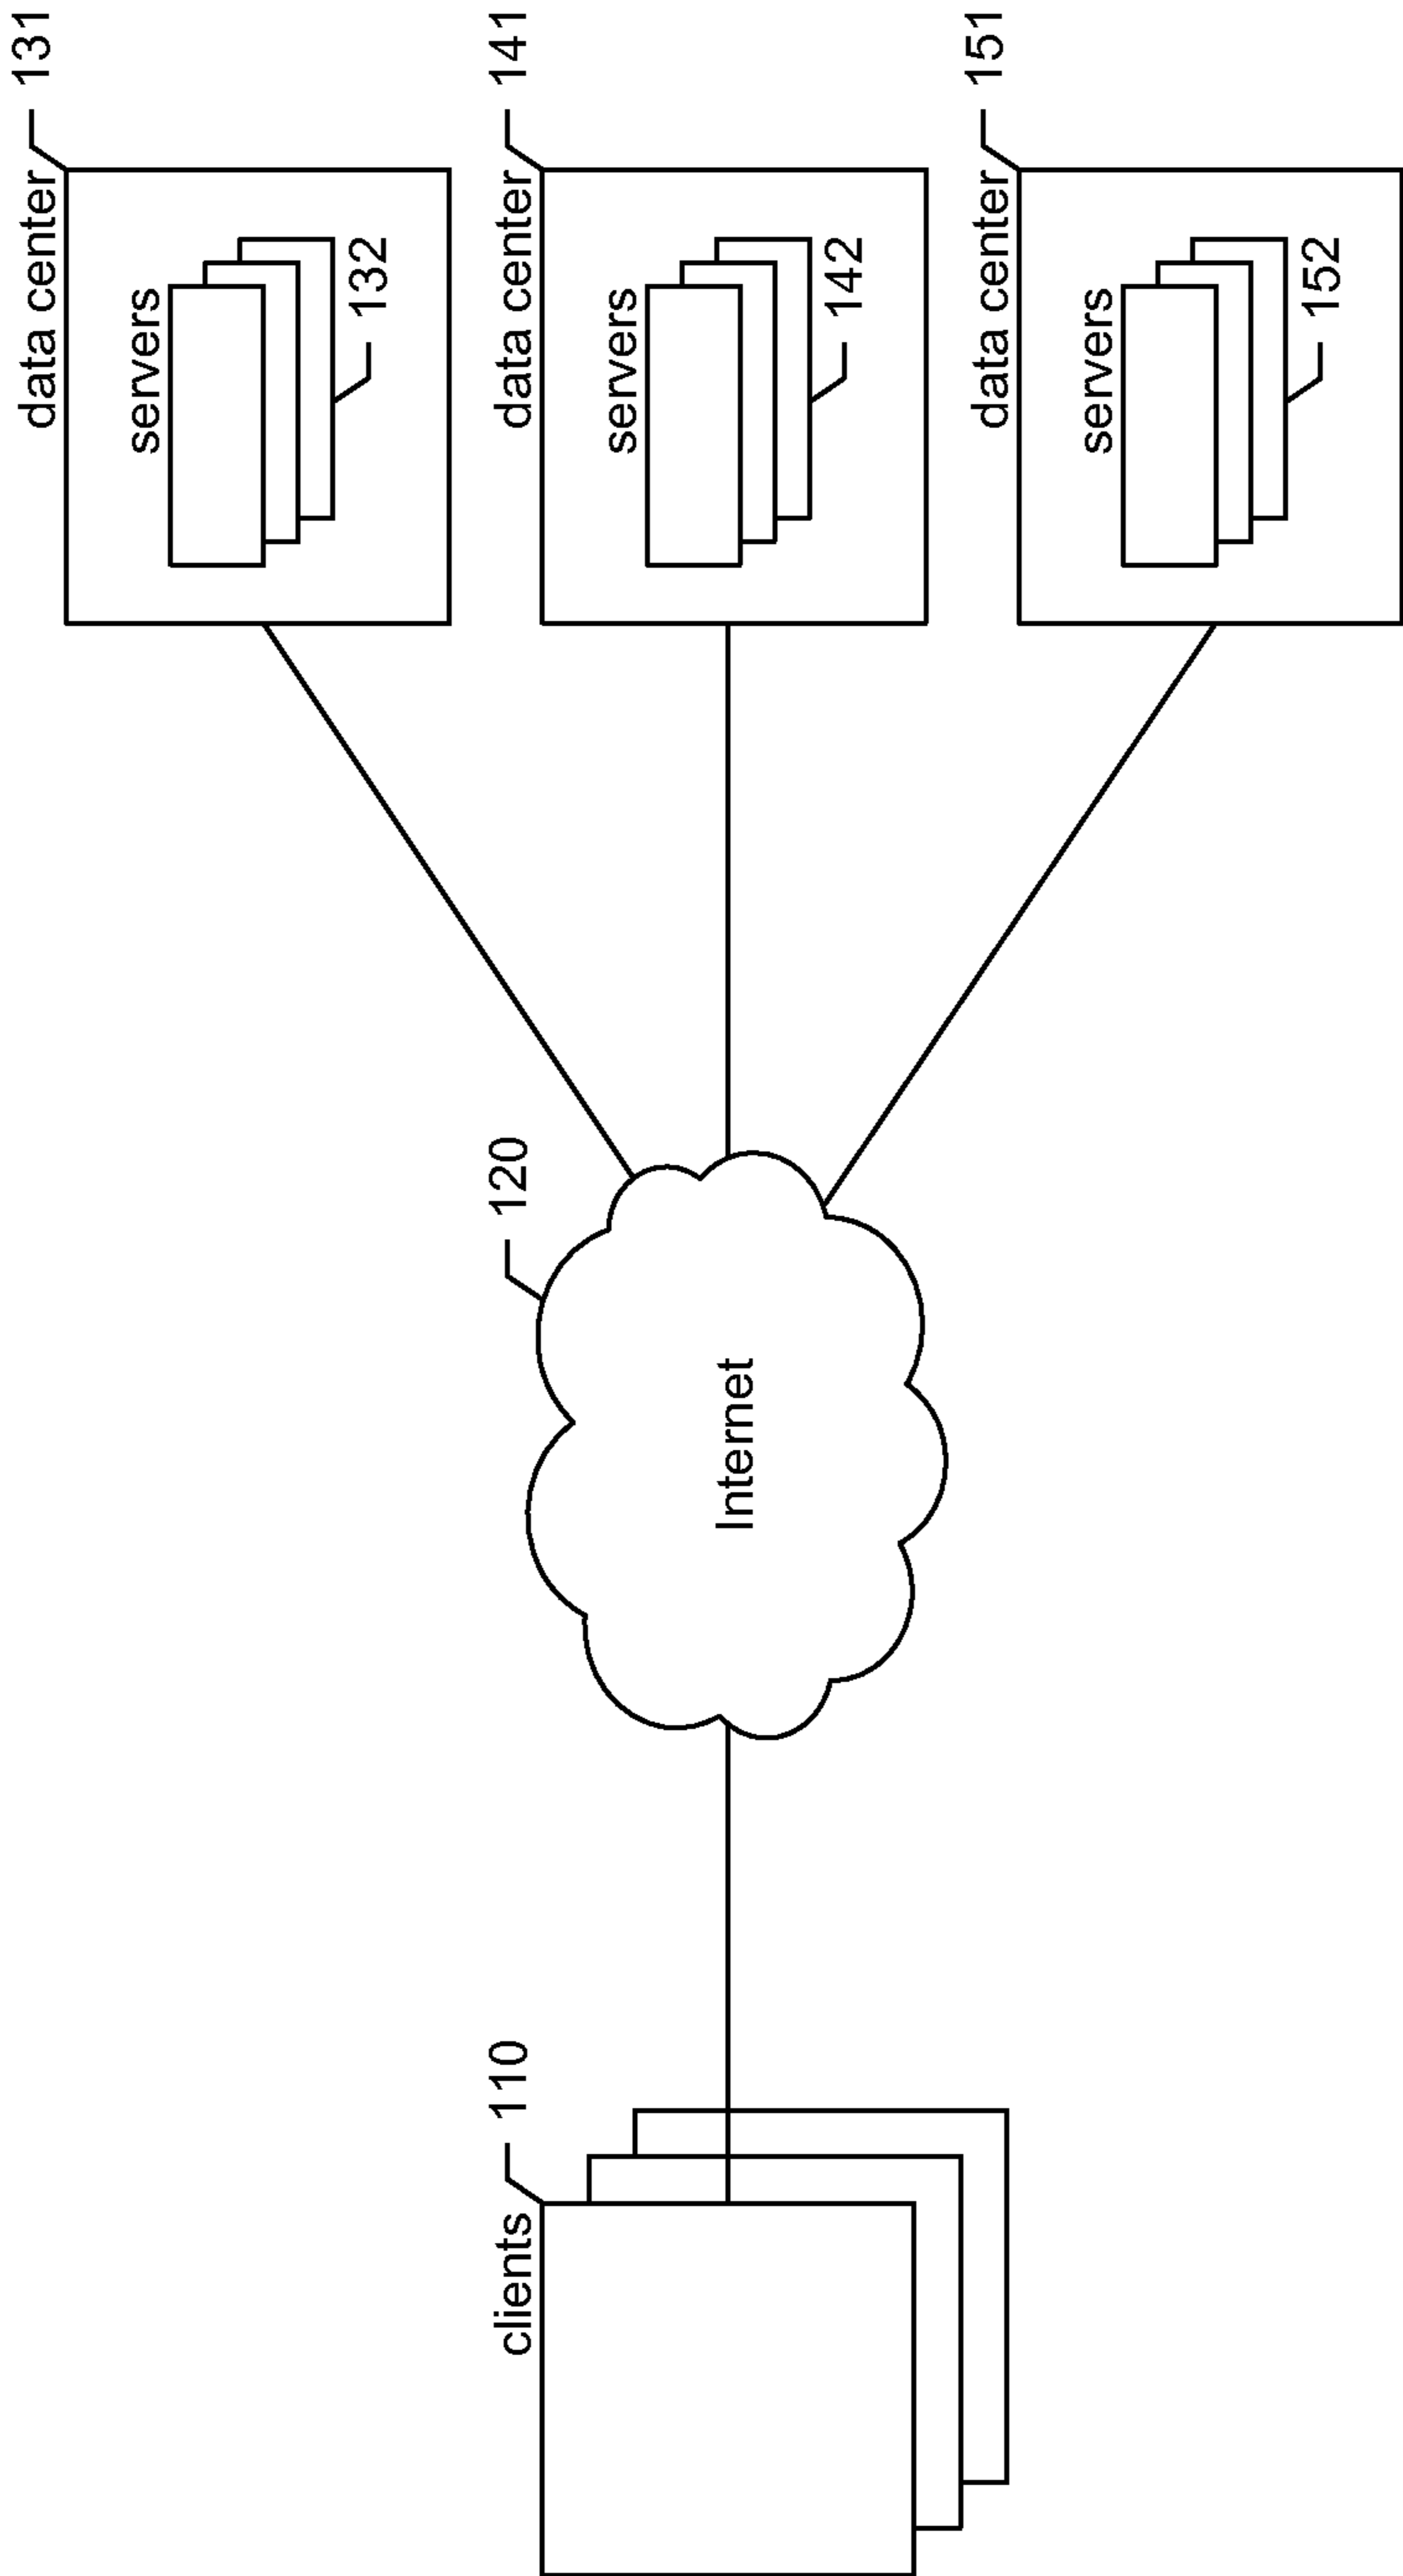 data center 131
servers
132
clients 110
120
Internet
data center 141
servers
142
data center 151
servers
152